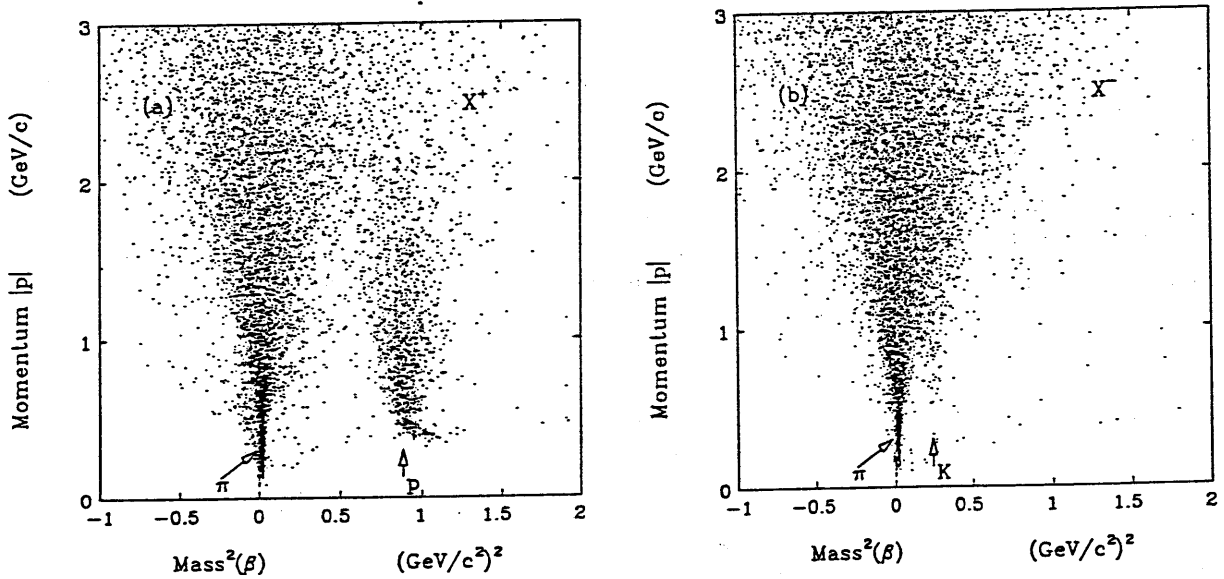 (a)
X⁺
3
2
1
0
Momentum |p| (GeV/c)
π
P
-1 -0.5 0 0.5 1 1.5 2
Mass²(β) (GeV/c²)²
(b)
X⁻
3
2
1
0
Momentum |p| (GeV/c)
π
K
-1 -0.5 0 0.5 1 1.5 2
Mass²(β) (GeV/c²)²